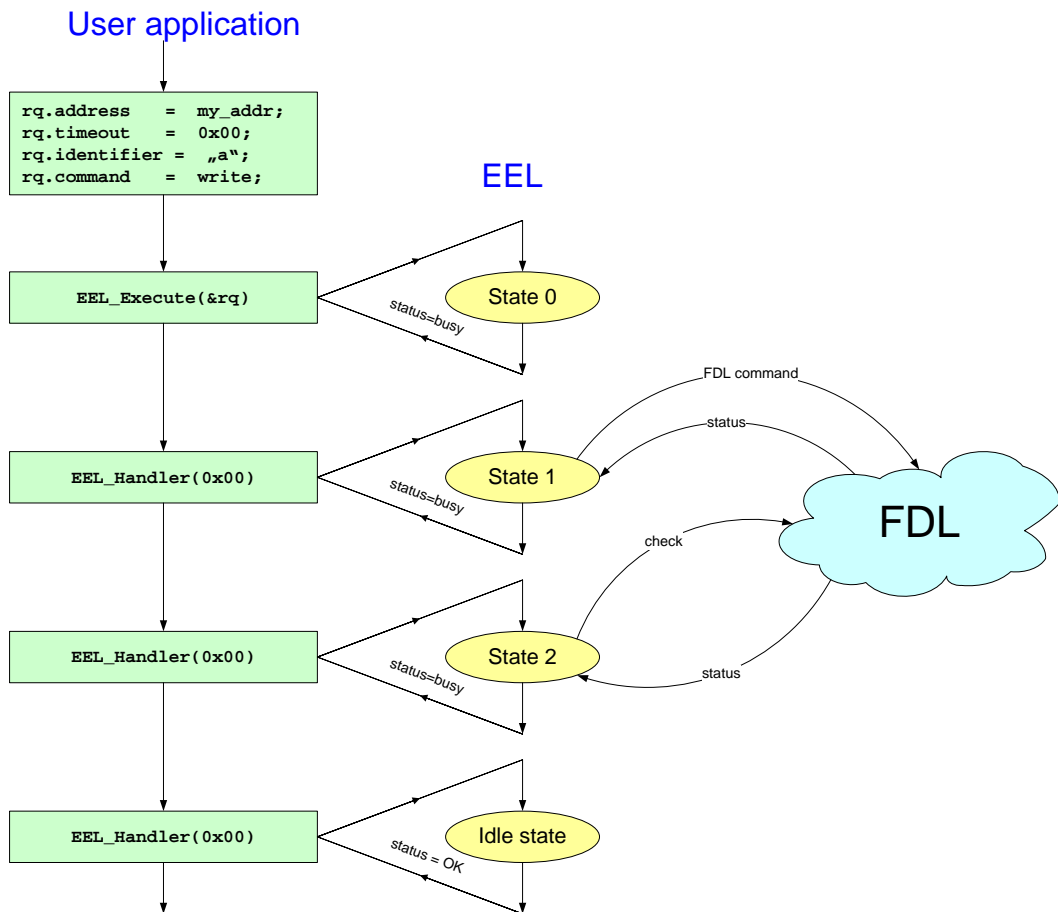 User application
rq.address   =  my_addr;
rq.timeout   =  0x00;
rq.identifier =  „a“;
rq.command   =  write;
EEL
EEL_Execute(&rq)
State 0
status=busy
FDL command
status
EEL_Handler(0x00)
State 1
status=busy
FDL
check
EEL_Handler(0x00)
State 2
status=busy
status
EEL_Handler(0x00)
Idle state
status = OK